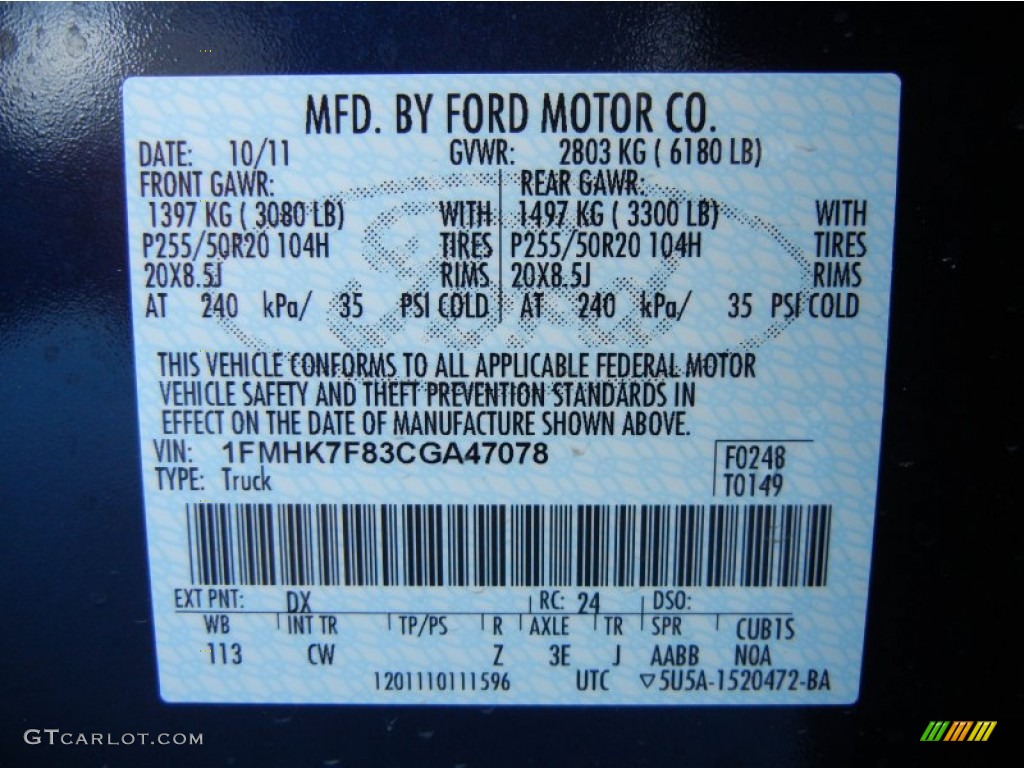 MFD. BY FORD MOTOR CO.
DATE: 10/11 GVWR: 2803 KG ( 6180 LB)
FRONT GAWR: REAR GAWR:
1397 KG ( 3080 LB) WITH 1497 KG ( 3300 LB) WITH
P255/50R20 104H TIRES P255/50R20 104H TIRES
20X8.5J RIMS 20X8.5J RIMS
AT 240 kPa/ 35 PSI COLD AT 240 kPa/ 35 PSI COLD
Ford
THIS VEHICLE CONFORMS TO ALL APPLICABLE FEDERAL MOTOR
VEHICLE SAFETY AND THEFT PREVENTION STANDARDS IN
EFFECT ON THE DATE OF MANUFACTURE SHOWN ABOVE.
VIN: 1FMHK7F83CGA47078 F0248
TYPE: Truck T0149
EXT PNT: DX RC: 24 DSO:
WB INT TR TP/PS R AXLE TR SPR CUB1S
113 CW Z 3E J AABB N0A
1201110111596 UTC ▽5U5A-1520472-BA
GTCARLOT.COM